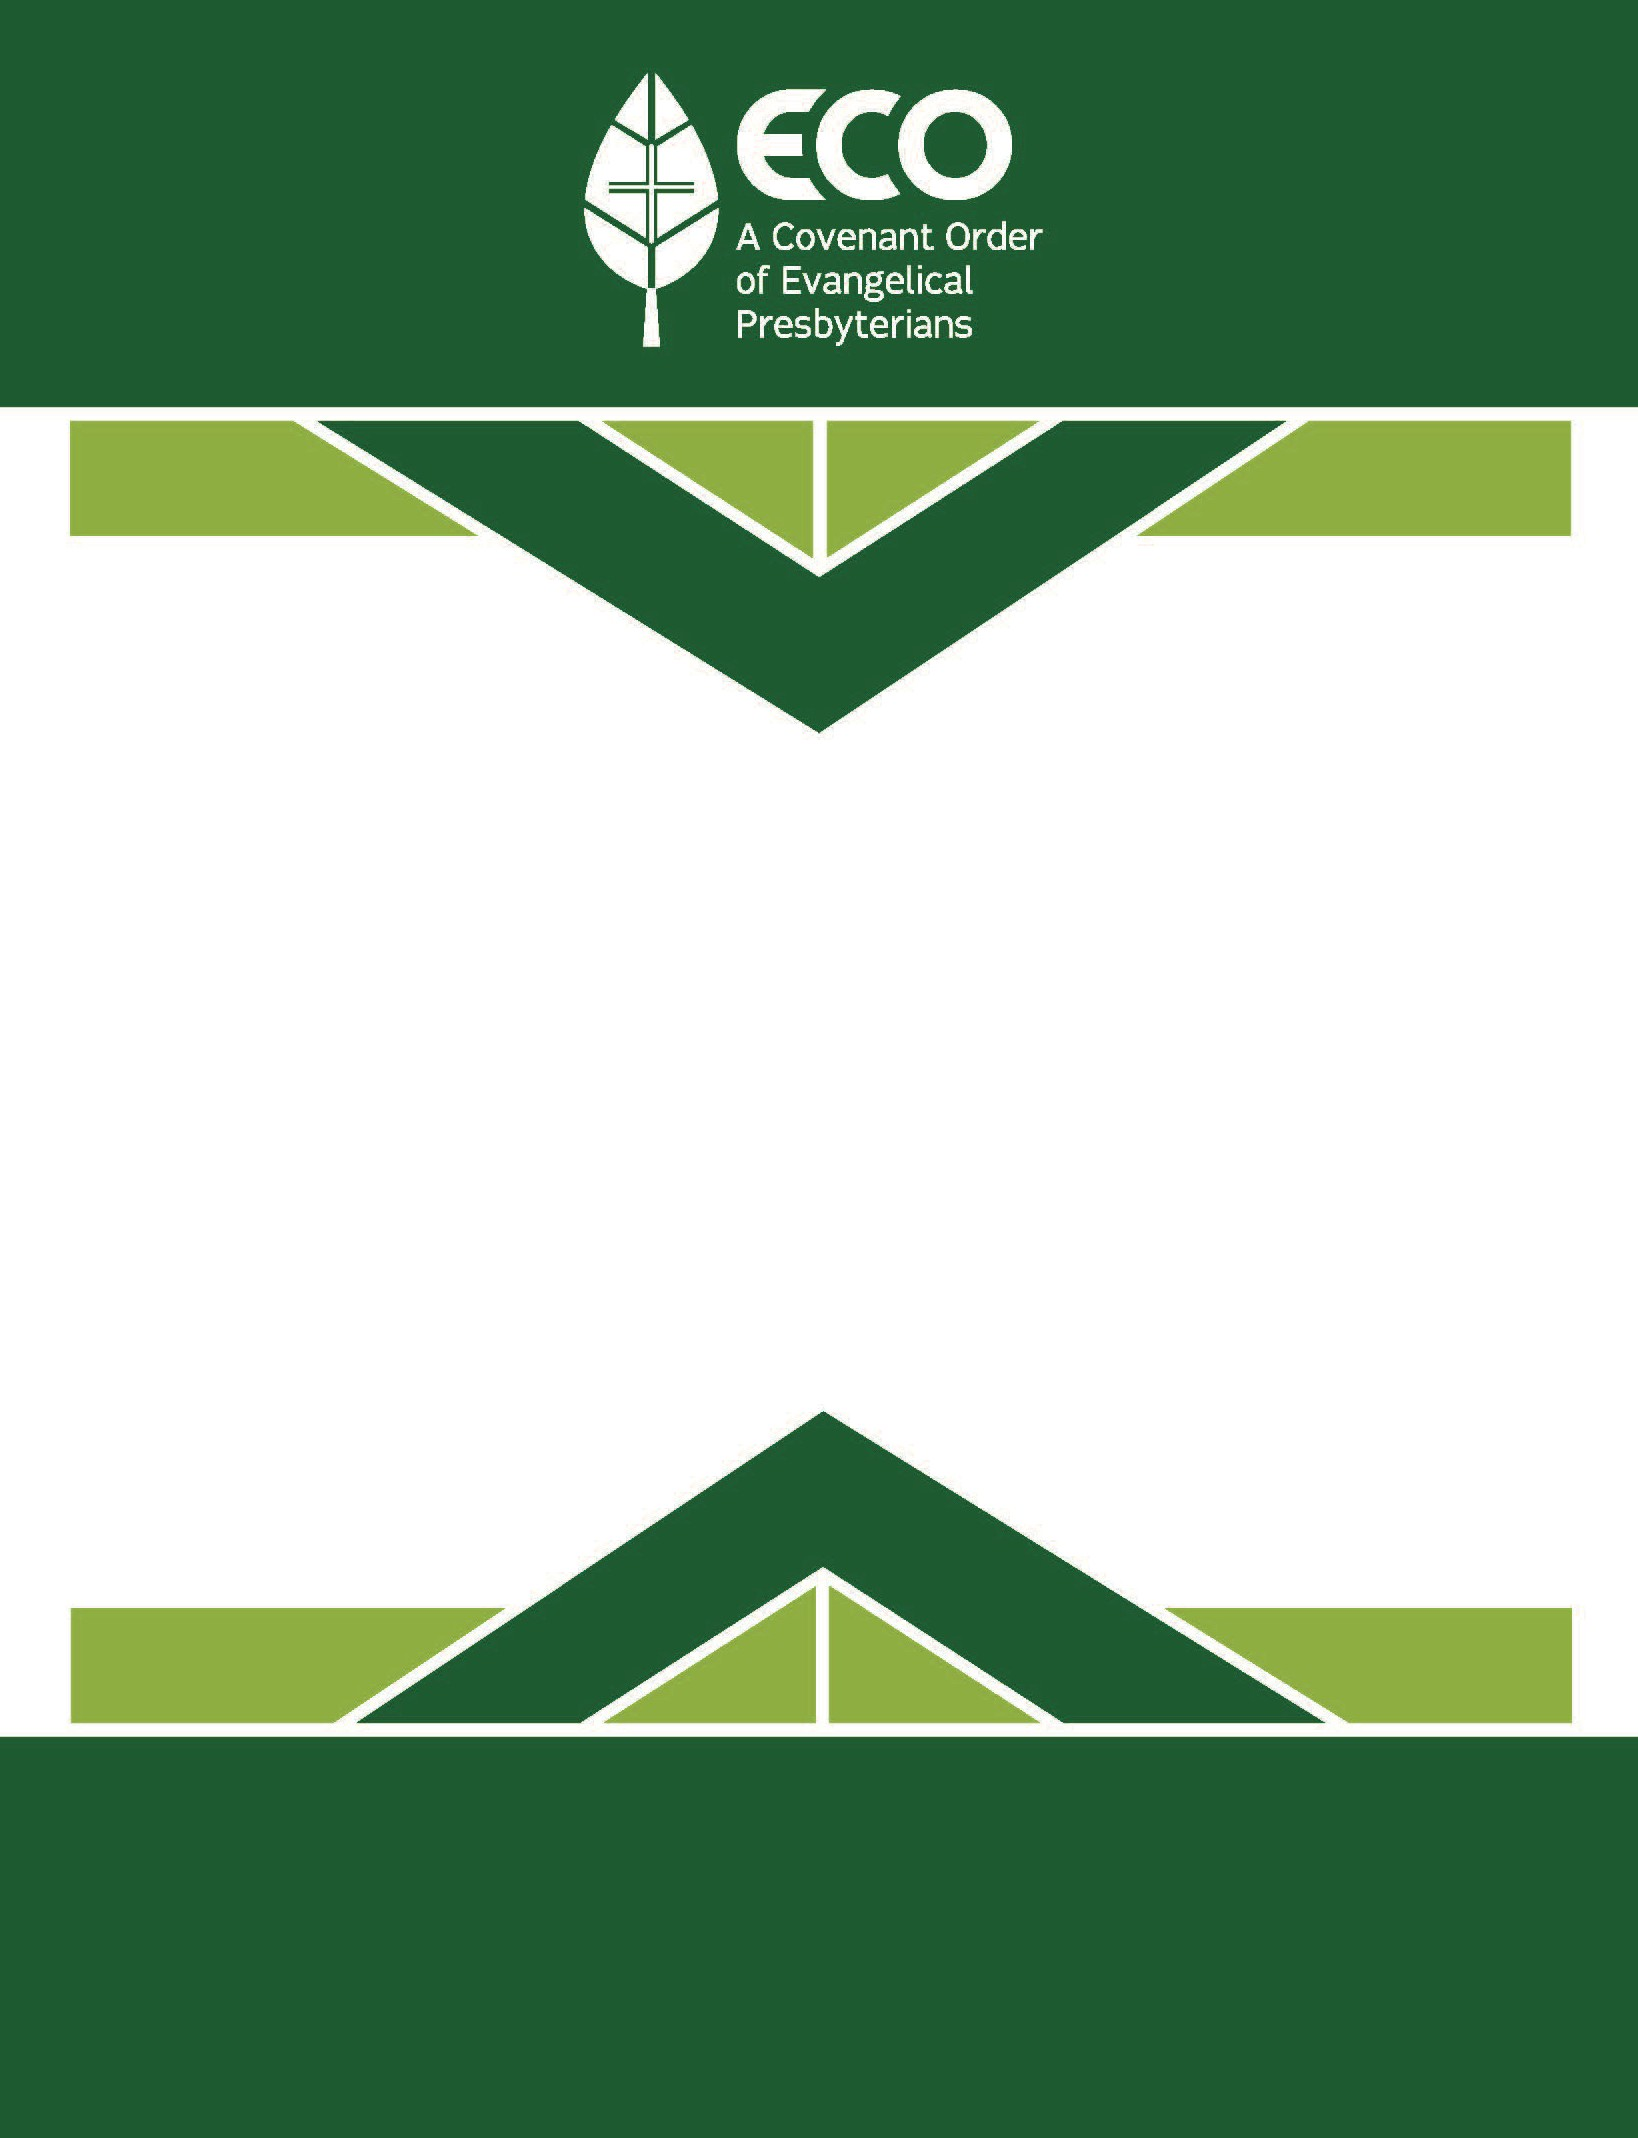 ECO
A Covenant Order
of Evangelical
Presbyterians